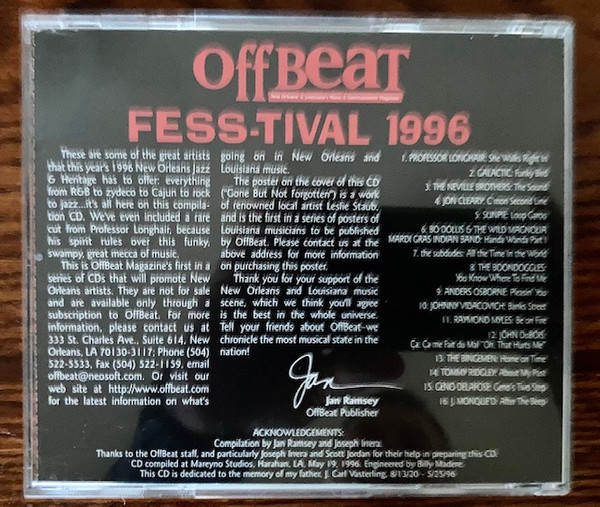 OffBeat
New Orleans' & Louisiana's Music & Entertainment Magazine
FESS-TIVAL 1996
These are some of the great artists
that this year's 1996 New Orleans Jazz
& Heritage has to offer: everything
from R&B to zydeco to Cajun to rock
to jazz...it's all here on this compila-
tion CD. We've even included a rare
cut from Professor Longhair, because
his spirit rules over this funky,
swampy, great mecca of music.
This is OffBeat Magazine's first in a
series of CDs that will promote New
Orleans artists. They are not for sale
and are available only through a
subscription to OffBeat. For more
information, please contact us at
333 St. Charles Ave., Suite 614, New
Orleans, LA 70130-3117; Phone (504)
522-5533, Fax (504) 522-1159, email
offbeat@neosoft. Or visit our
web site at http://www.offbeat.com
for the latest information on what's
going on in New Orleans and
Louisiana music.
The poster on the cover of this CD
("Gone But Not Forgotten") is a work
of renowned local artist Leslie Staub,
and is the first in a series of posters of
Louisiana musicians to be published
by OffBeat. Please contact us at the
above address for more information
on purchasing this poster.
Thank you for your support of the
New Orleans and Louisiana music
scene, which we think you'll agree
is the best in the whole universe.
Tell your friends about OffBeat–we
chronicle the most musical state in the
nation!
Jan
Jan Ramsey
OffBeat Publisher
1. PROFESSOR LONGHAIR: She Walks Right In
2. GALACTIC: Funky Bird
3. THE NEVILLE BROTHERS: The Sound
4. JON CLEARY: C'mon Second Line
5. SUNPIE: Loup Garou
6. BO DOLLIS & THE WILD MAGNOLIA
MARDI GRAS INDIAN BAND: Handa Wanda Part I
7. the subdudes: All the Time in the World
8. THE BOONDOGGLES:
You Know Where To Find Me
9. ANDERS OSBORNE: Pleasin' You
10. JOHNNY VIDACOVICH: Banks Street
11. RAYMOND MYLES: Be on Fire
12. JOHN DuBOIS:
Ça Ca me Fait du Mal "Oh, That Hurts Me"
13. THE BINGEMEN: Home on Time
14. TOMMY RIDGLEY: About My Past
15. GENO DELAFOSE: Geno's Two Step
16. J. MONQUE'D: After The Beep
ACKNOWLEDGEMENTS:
Compilation by Jan Ramsey and Joseph Irrera.
Thanks to the OffBeat staff, and particularly Joseph Irrera and Scott Jordan for their help in preparing this CD.
CD compiled at Mareyno Studios, Harahan, LA, May 19, 1996. Engineered by Billy Madere.
This CD is dedicated to the memory of my father, J. Carl Vasterling, 8/13/20 - 5/25/96